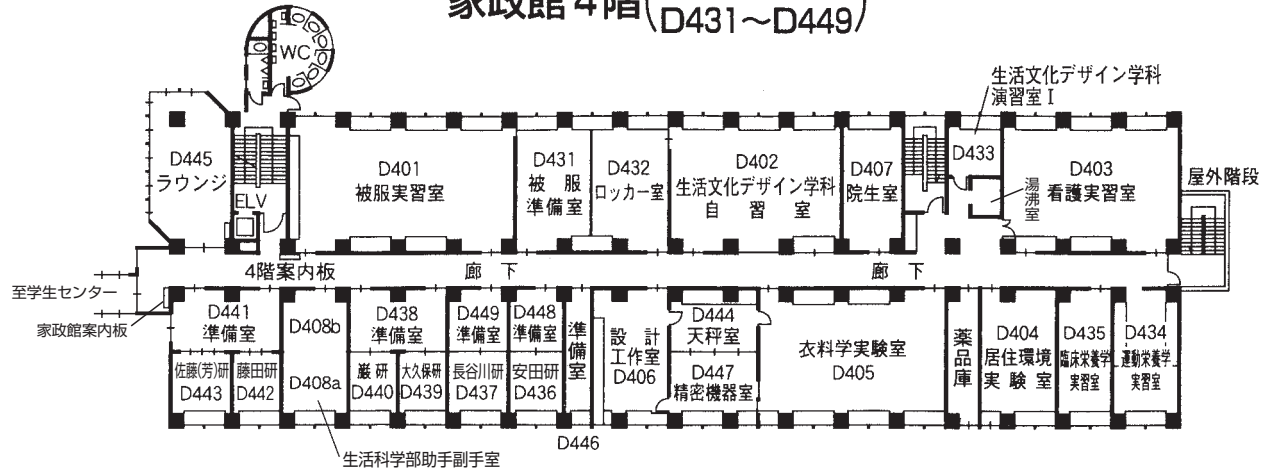 家政館4階
D431～D449
WC
生活文化デザイン学科
演習室Ⅰ
D445
ラウンジ
ELV
D401
被服実習室
D431
被服
準備室
D432
ロッカー室
D402
生活文化デザイン学科
自習室
D407
院生室
D433
湯沸室
D403
看護実習室
屋外階段
4階案内板
廊下
廊下
至学生センター
家政館案内板
D441
準備室
D408b
D438
準備室
D449
準備室
D448
準備室
準備室
設計
工作室
D406
D444
天秤室
衣料学実験室
D405
薬品庫
D404
居住環境
実験室
D435
臨床栄養学
実習室
D434
運動栄養学
実習室
佐藤(芳)研
D443
藤田研
D442
D408a
厳研
D440
大久保研
D439
長谷川研
D437
安田研
D436
D447
精密機器室
D446
生活科学部助手副手室